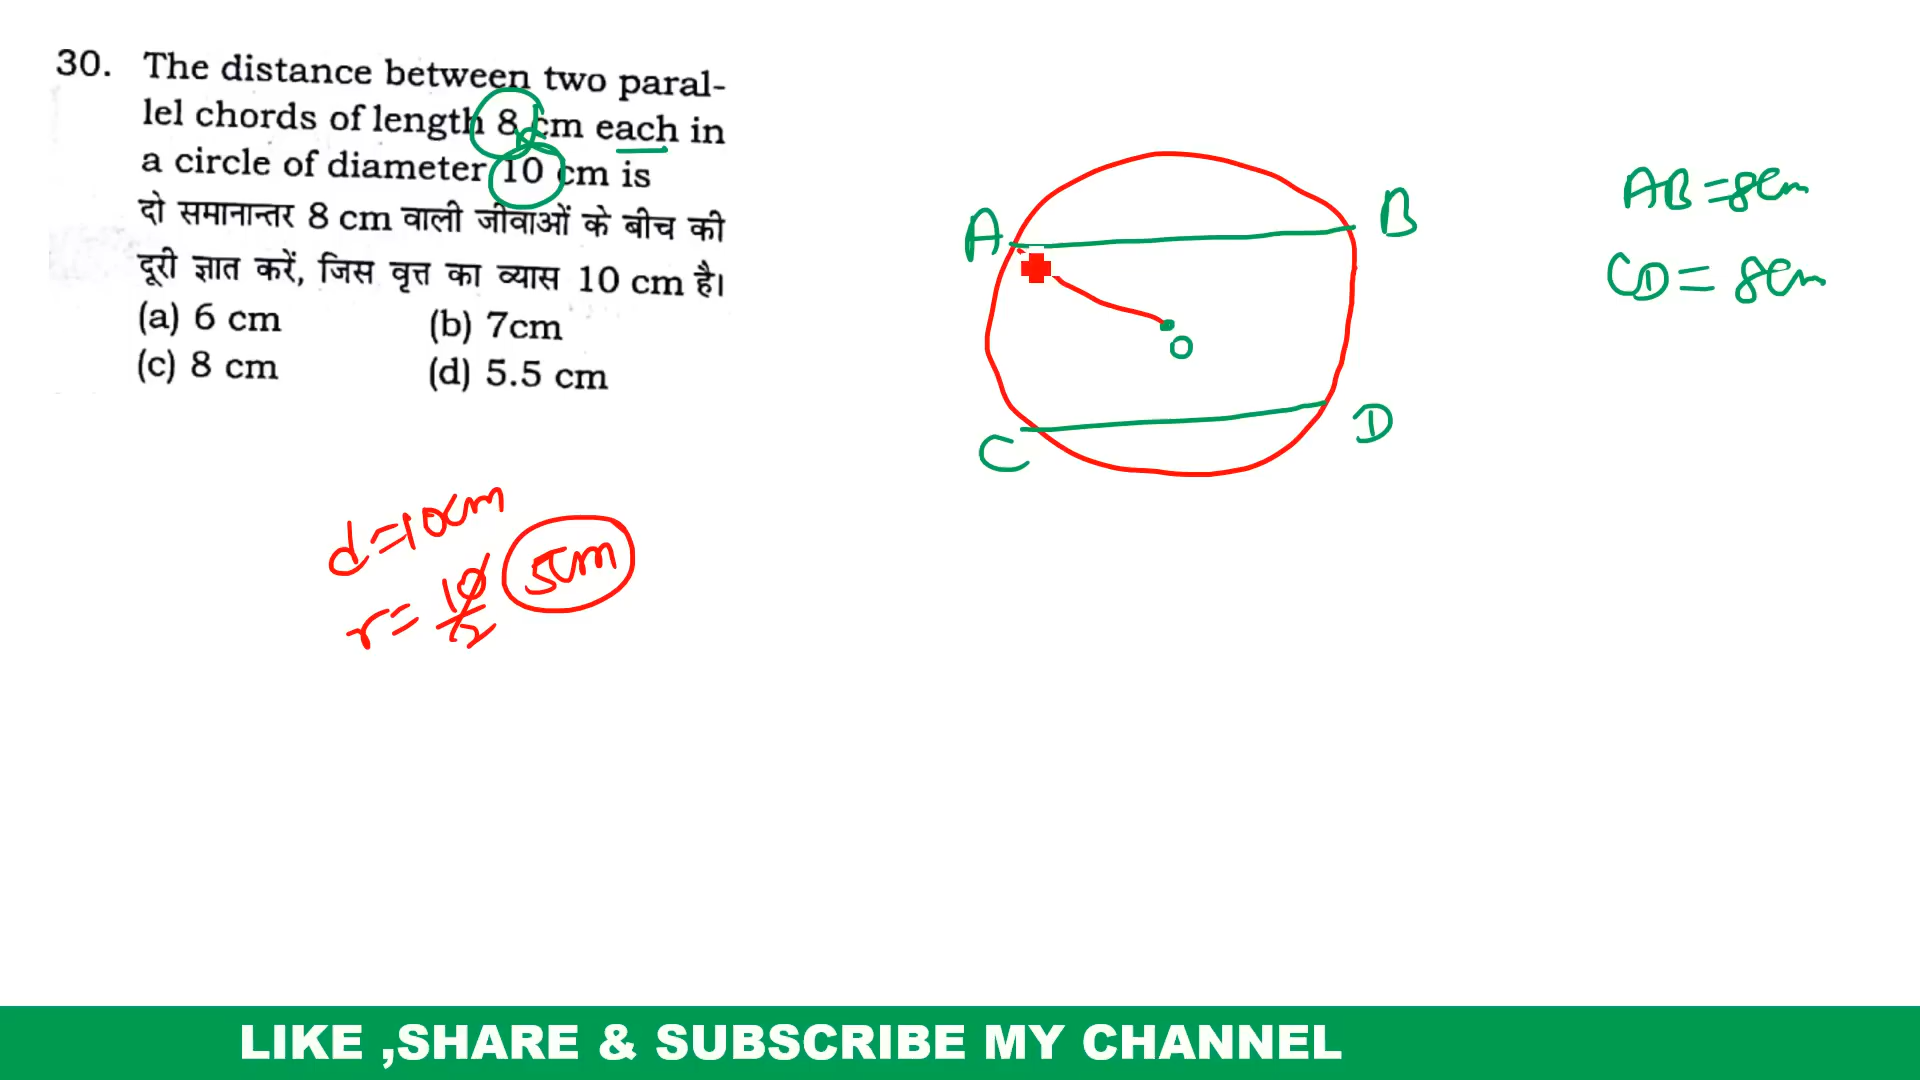 30. The distance between two paral-
lel chords of length 8 cm each in
a circle of diameter 10 cm is
दो समानान्तर 8 cm वाली जीवाओं के बीच की
दूरी ज्ञात करें, जिस वृत्त का व्यास 10 cm है।
(a) 6 cm (b) 7cm
(c) 8 cm (d) 5.5 cm
A B
O
C D
AB=8cm
CD=8cm
d=10cm
r=10/2 5cm
LIKE ,SHARE & SUBSCRIBE MY CHANNEL